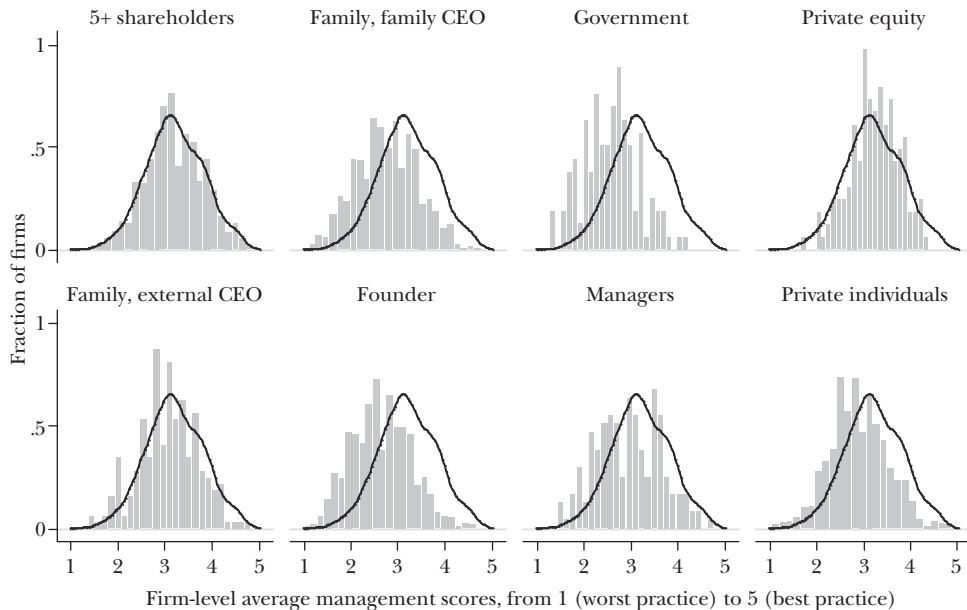 5+ shareholders
Family, family CEO
Government
Private equity
1
.5
0
Family, external CEO
Founder
Managers
Private individuals
1
.5
0
1 2 3 4 5
1 2 3 4 5
1 2 3 4 5
1 2 3 4 5
Fraction of firms
Firm-level average management scores, from 1 (worst practice) to 5 (best practice)